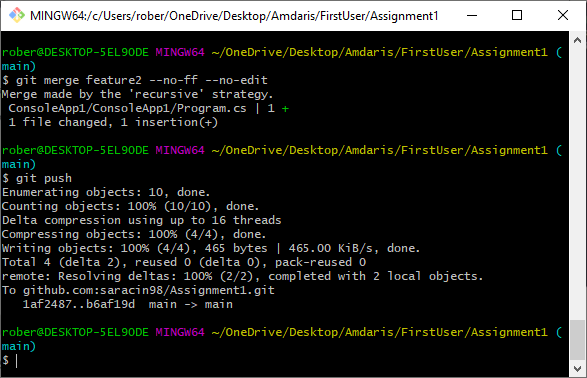 MINGW64:/c/Users/rober/OneDrive/Desktop/Amdaris/FirstUser/Assignment1
rober@DESKTOP-5EL9ODE MINGW64 ~/OneDrive/Desktop/Amdaris/FirstUser/Assignment1 (
main)
$ git merge feature2 --no-ff --no-edit
Merge made by the 'recursive' strategy.
 ConsoleApp1/ConsoleApp1/Program.cs | 1 +
 1 file changed, 1 insertion(+)
rober@DESKTOP-5EL9ODE MINGW64 ~/OneDrive/Desktop/Amdaris/FirstUser/Assignment1 (
main)
$ git push
Enumerating objects: 10, done.
Counting objects: 100% (10/10), done.
Delta compression using up to 16 threads
Compressing objects: 100% (4/4), done.
Writing objects: 100% (4/4), 465 bytes | 465.00 KiB/s, done.
Total 4 (delta 2), reused 0 (delta 0), pack-reused 0
remote: Resolving deltas: 100% (2/2), completed with 2 local objects.
To github.com:saracin98/Assignment1.git
   1af2487..b6af19d  main -> main
rober@DESKTOP-5EL9ODE MINGW64 ~/OneDrive/Desktop/Amdaris/FirstUser/Assignment1 (
main)
$